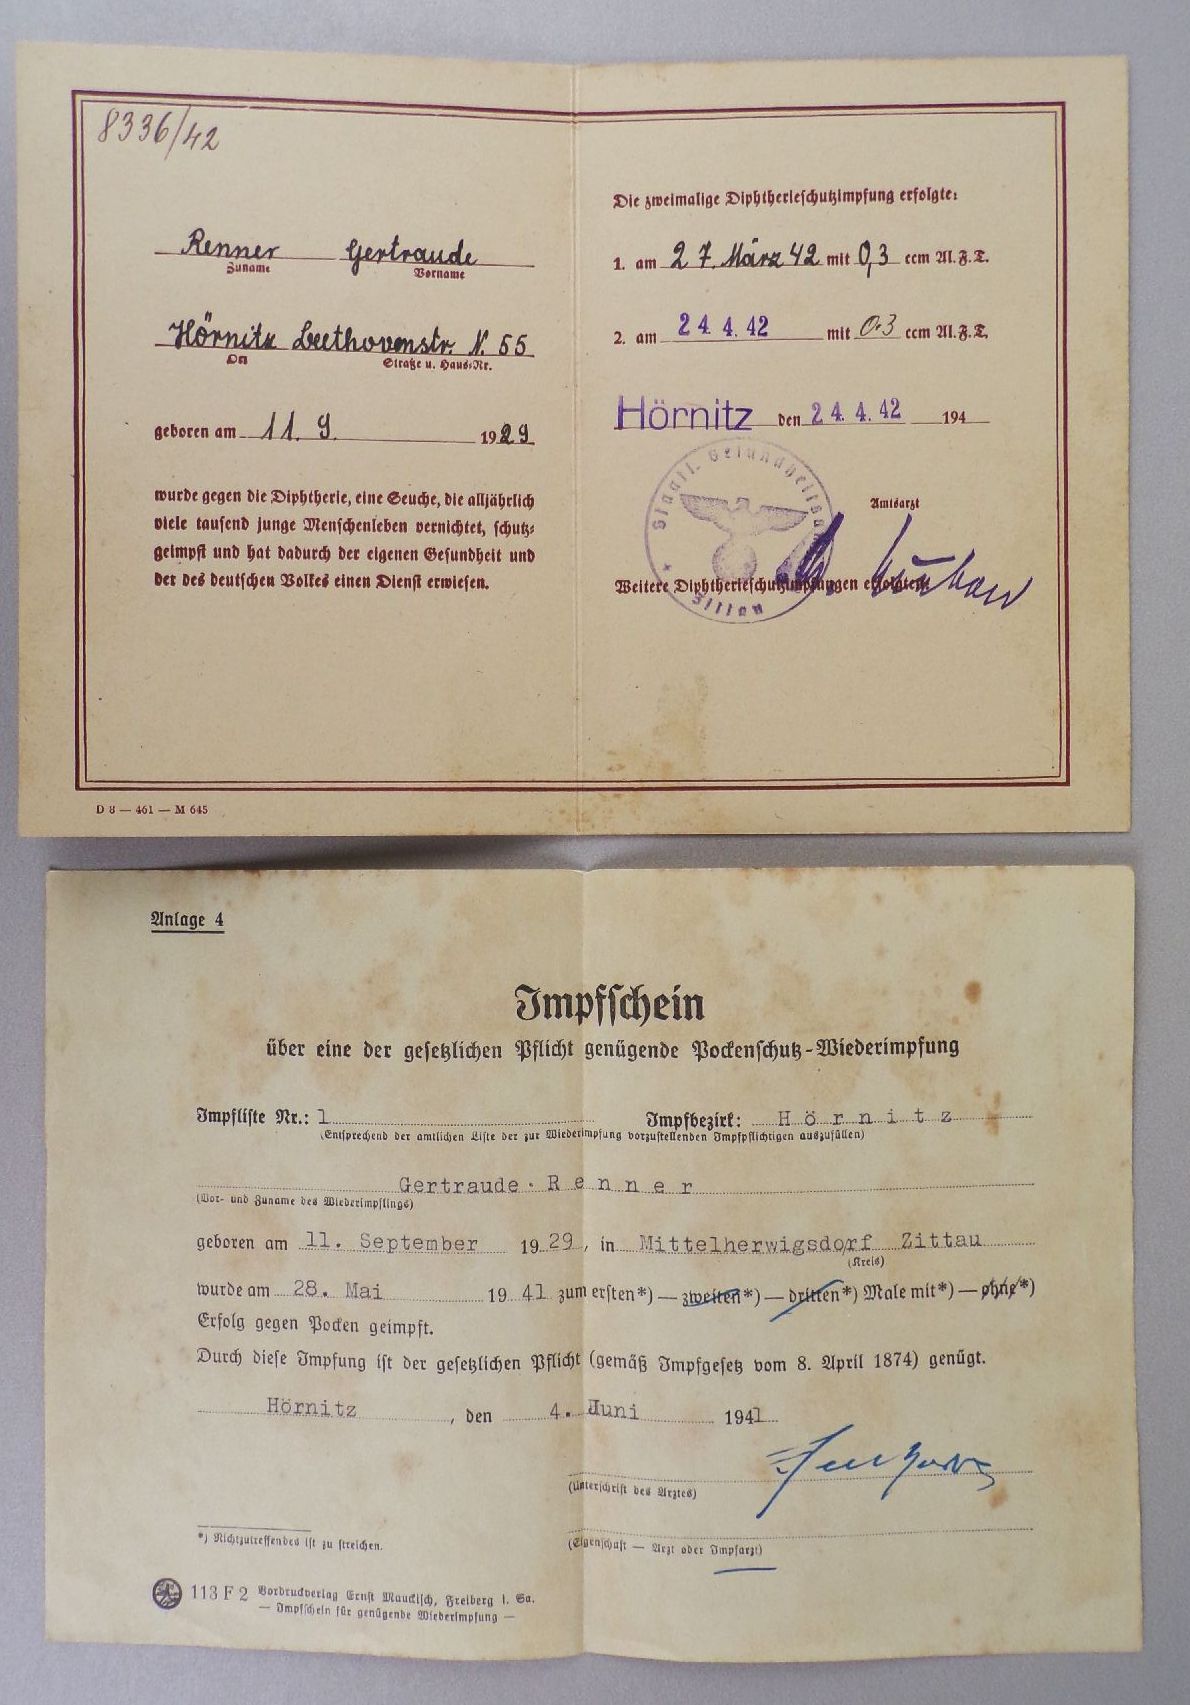 8336/42
Renner Gertraude
Zuname Vorname
Hörnitz Beethovenstr. N. 55
Ort Straße u. Haus-Nr.
geboren am 11. 9. 1929
wurde gegen die Diphtherie, eine Seuche, die alljährlich
viele tausend junge Menschenleben vernichtet, schutz-
geimpft und hat dadurch der eigenen Gesundheit und
der des deutschen Volkes einen Dienst erwiesen.
D 8 — 461 — M 645
Die zweimalige Diphtherieschutzimpfung erfolgte:
1. am 27. März 42 mit 0,3 ccm Al. F. T.
2. am 24. 4. 42 mit 0.3 ccm Al. F. T.
Hörnitz den 24. 4. 42 194
Staatl. Gesundheitsamt
Zittau
Amtsarzt
Weitere Diphtherieschutzimpfungen erfolgten:
Anlage 4
Impfschein
über eine der gesetzlichen Pflicht genügende Pockenschutz-Wiederimpfung
Impfliste Nr.: 1 Impfbezirk: Hörnitz
(Entsprechend der amtlichen Liste der zur Wiederimpfung vorzustellenden Impfpflichtigen auszufüllen)
Gertraude Renner
(Vor- und Zuname des Wiederimpflings)
geboren am 11. September 1929, in Mittelherwigsdorf Zittau
(Kreis)
wurde am 28. Mai 1941 zum ersten*) — zweiten*) — dritten*) Male mit*) — ohne*)
Erfolg gegen Pocken geimpft.
Durch diese Impfung ist der gesetzlichen Pflicht (gemäß Impfgesetz vom 8. April 1874) genügt.
Hörnitz, den 4. Juni 1941
(Unterschrift des Arztes)
*) Nichtzutreffendes ist zu streichen.
(Eigenschaft — Arzt oder Impfarzt)
113 F 2 Vordruckverlag Ernst Mauckisch, Freiberg i. Sa.
— Impfschein für genügende Wiederimpfung —